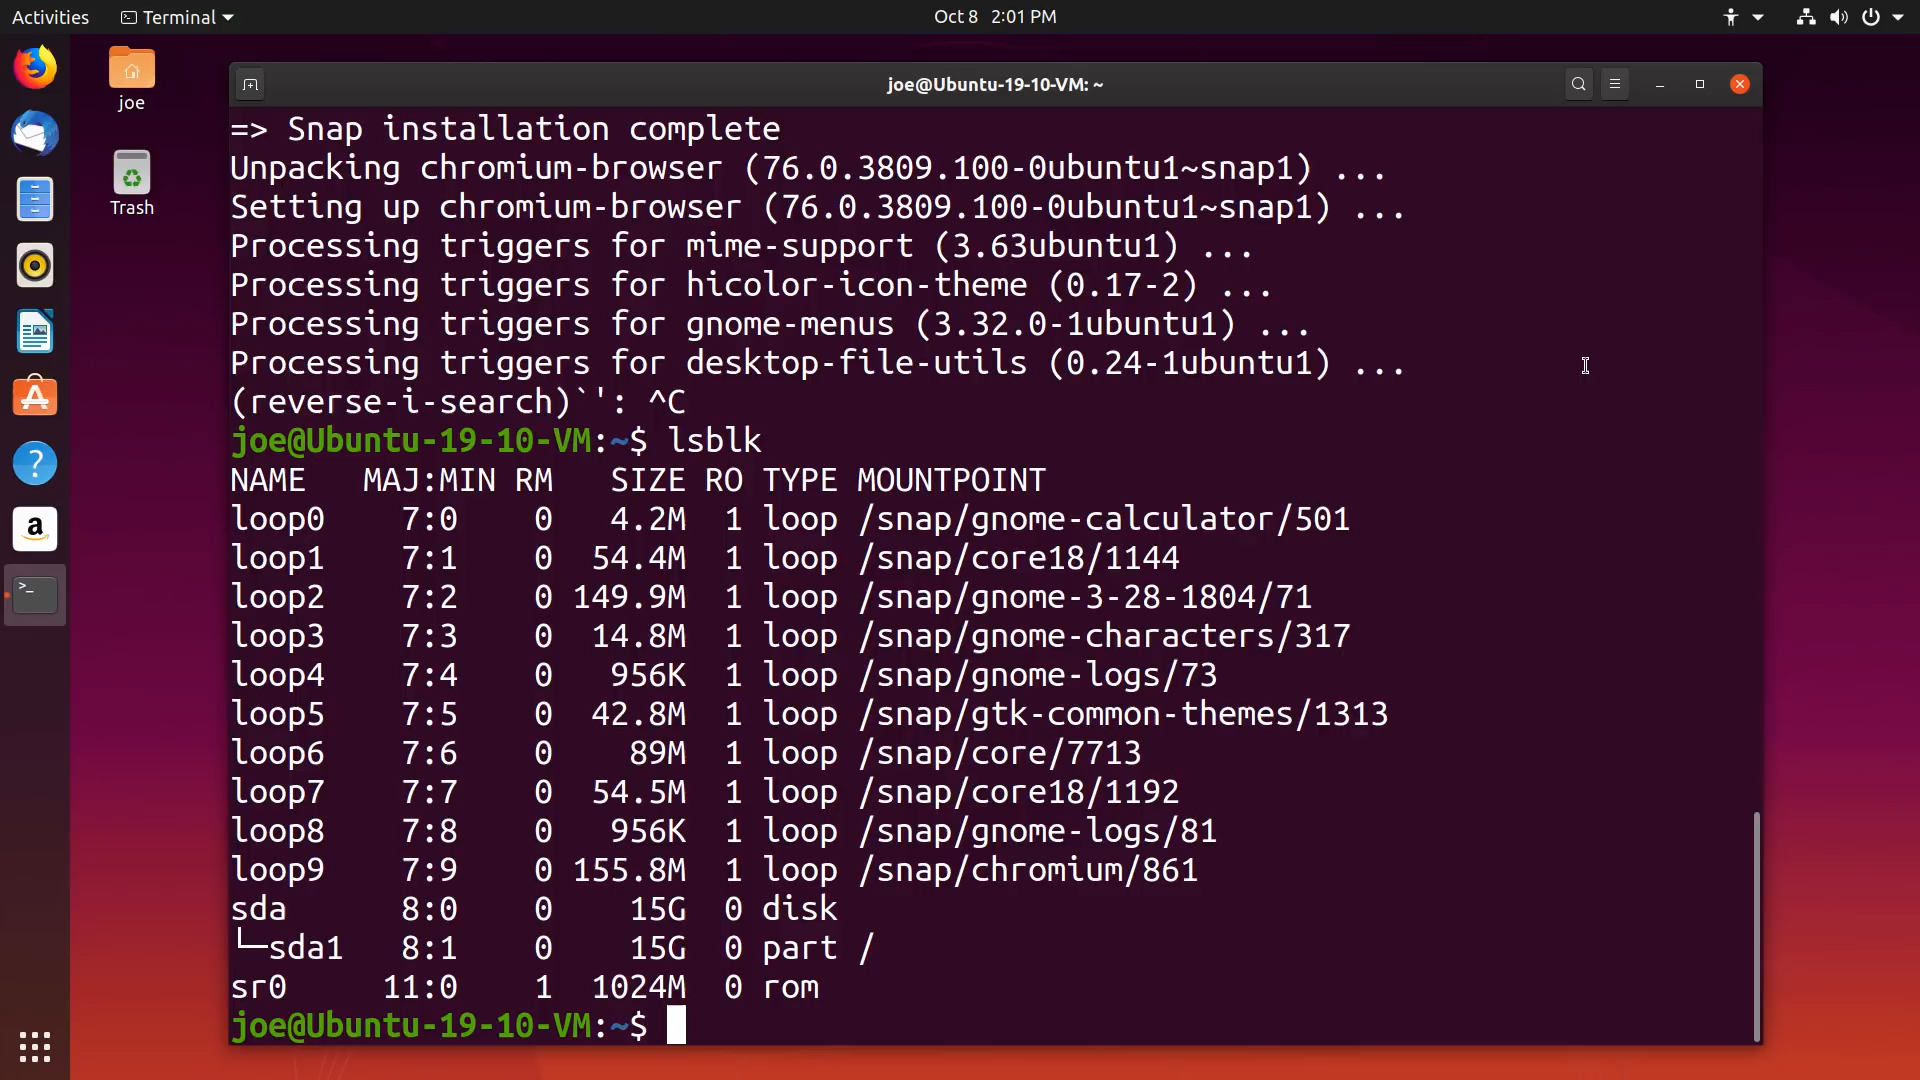 Activities Terminal Oct 8 2:01 PM
joe
Trash
joe@Ubuntu-19-10-VM: ~
=> Snap installation complete
Unpacking chromium-browser (76.0.3809.100-0ubuntu1~snap1) ...
Setting up chromium-browser (76.0.3809.100-0ubuntu1~snap1) ...
Processing triggers for mime-support (3.63ubuntu1) ...
Processing triggers for hicolor-icon-theme (0.17-2) ...
Processing triggers for gnome-menus (3.32.0-1ubuntu1) ...
Processing triggers for desktop-file-utils (0.24-1ubuntu1) ...
(reverse-i-search)`': ^C
joe@Ubuntu-19-10-VM:~$ lsblk
NAME   MAJ:MIN RM   SIZE RO TYPE MOUNTPOINT
loop0    7:0    0   4.2M  1 loop /snap/gnome-calculator/501
loop1    7:1    0  54.4M  1 loop /snap/core18/1144
loop2    7:2    0 149.9M  1 loop /snap/gnome-3-28-1804/71
loop3    7:3    0  14.8M  1 loop /snap/gnome-characters/317
loop4    7:4    0   956K  1 loop /snap/gnome-logs/73
loop5    7:5    0  42.8M  1 loop /snap/gtk-common-themes/1313
loop6    7:6    0    89M  1 loop /snap/core/7713
loop7    7:7    0  54.5M  1 loop /snap/core18/1192
loop8    7:8    0   956K  1 loop /snap/gnome-logs/81
loop9    7:9    0 155.8M  1 loop /snap/chromium/861
sda      8:0    0    15G  0 disk
└─sda1   8:1    0    15G  0 part /
sr0     11:0    1  1024M  0 rom
joe@Ubuntu-19-10-VM:~$